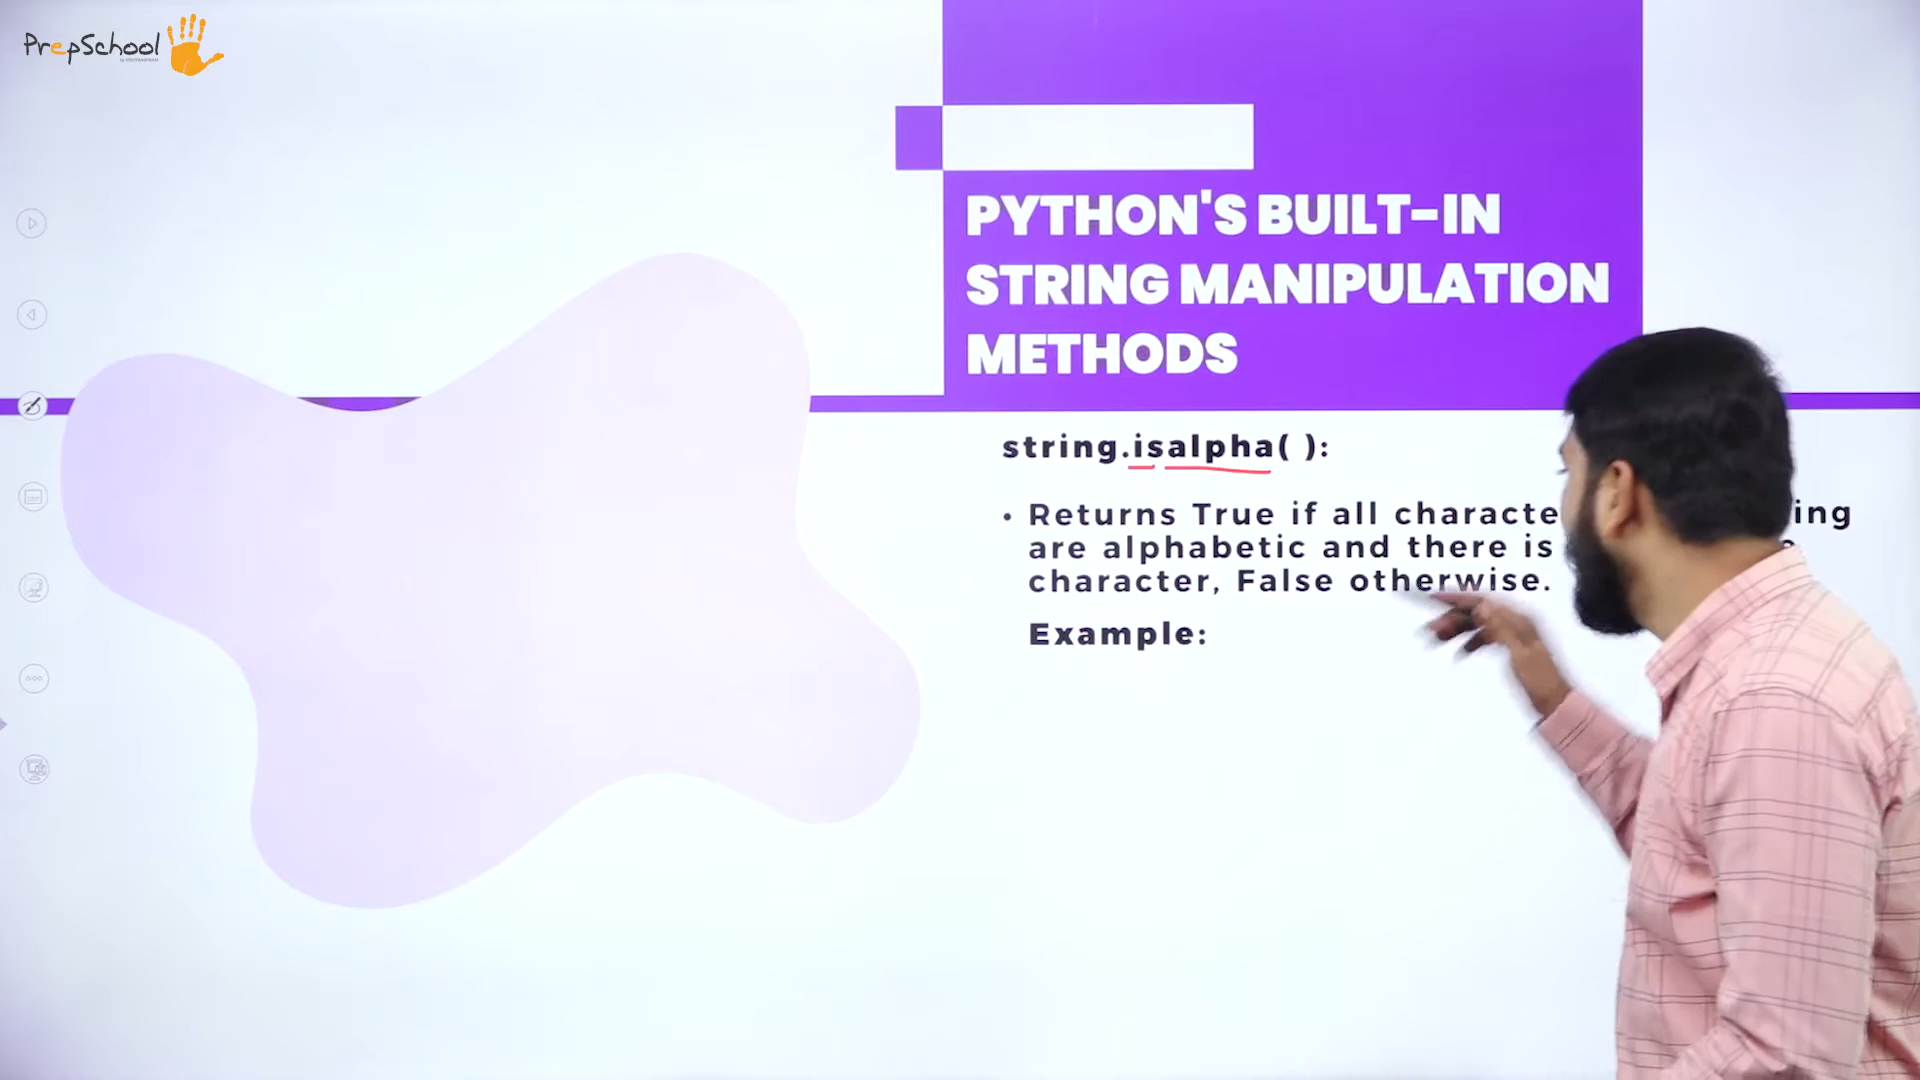 PrepSchool
PYTHON'S BUILT-IN
STRING MANIPULATION
METHODS
string.isalpha( ):
• Returns True if all characte ing
are alphabetic and there is
character, False otherwise.
Example: